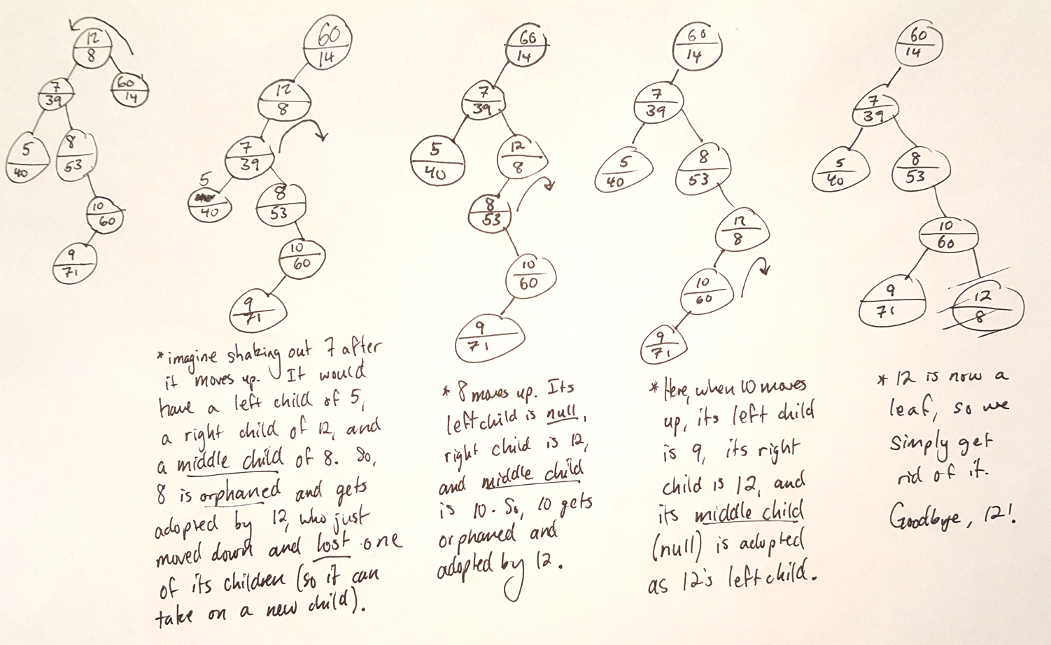 12
8
7
39
60
14
5
40
8
53
10
60
9
71
60
14
12
8
7
39
5
40
8
53
10
60
9
71
* imagine shaking out 7 after
it moves up. It would
have a left child of 5,
a right child of 12, and
a middle child of 8. So,
8 is orphaned and gets
adopted by 12, who just
moved down and lost one
of its children (so it can
take on a new child).
60
14
7
39
5
40
12
8
8
53
10
60
9
71
* 8 moves up. Its
left child is null,
right child is 12,
and middle child
is 10. So, 10 gets
orphaned and
adopted by 12.
60
14
7
39
5
40
8
53
12
8
10
60
9
71
* Here, when 10 moves
up, its left child
is 9, its right
child is 12, and
its middle child
(null) is adopted
as 12's left child.
60
14
7
39
5
40
8
53
10
60
9
71
12
8
* 12 is now a
leaf, so we
simply get
rid of it.
Goodbye, 12!